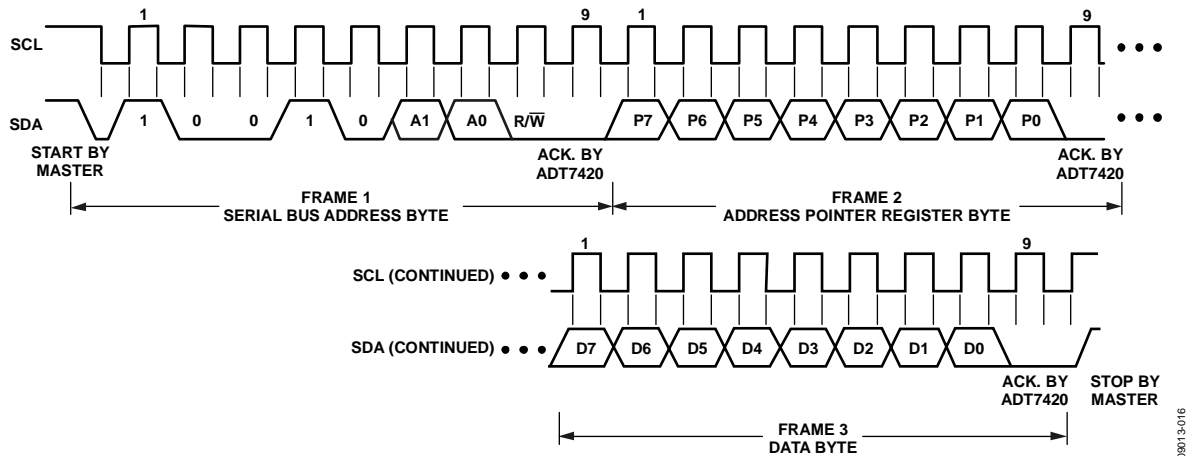 1 9 1 9
SCL
SDA 1 0 0 1 0 A1 A0 R/W̅ P7 P6 P5 P4 P3 P2 P1 P0
START BY MASTER
ACK. BY ADT7420
ACK. BY ADT7420
FRAME 1
SERIAL BUS ADDRESS BYTE
FRAME 2
ADDRESS POINTER REGISTER BYTE
1 9
SCL (CONTINUED)
SDA (CONTINUED) D7 D6 D5 D4 D3 D2 D1 D0
ACK. BY ADT7420
STOP BY MASTER
FRAME 3
DATA BYTE
09013-016